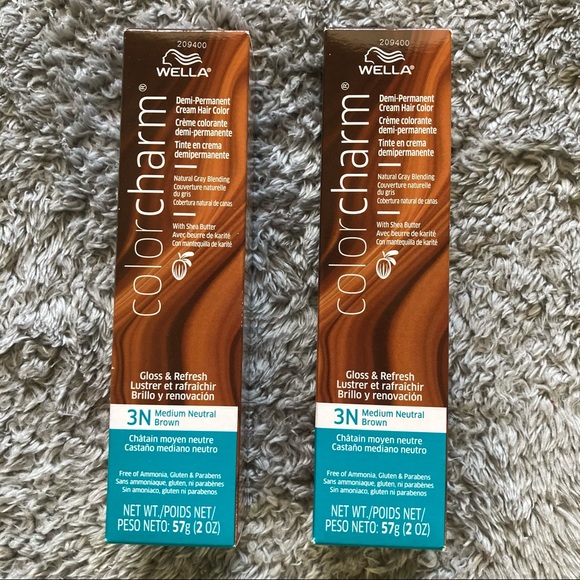 209400
WELLA®
colorcharm®
Demi-Permanent
Cream Hair Color
Crème colorante
demi-permanente
Tinte en crema
demipermanente
Natural Gray Blending
Couverture naturelle
du gris
Cobertura natural de canas
With Shea Butter
Avec beurre de karité
Con mantequilla de karité
Gloss & Refresh
Lustrer et rafraîchir
Brillo y renovación
3N Medium Neutral
Brown
Châtain moyen neutre
Castaño mediano neutro
Free of Ammonia, Gluten & Parabens
Sans ammoniaque, gluten, ni parabènes
Sin amoniaco, gluten ni parabenos
NET WT./POIDS NET/
PESO NETO: 57g (2 OZ)
209400
WELLA®
colorcharm®
Demi-Permanent
Cream Hair Color
Crème colorante
demi-permanente
Tinte en crema
demipermanente
Natural Gray Blending
Couverture naturelle
du gris
Cobertura natural de canas
With Shea Butter
Avec beurre de karité
Con mantequilla de karité
Gloss & Refresh
Lustrer et rafraîchir
Brillo y renovación
3N Medium Neutral
Brown
Châtain moyen neutre
Castaño mediano neutro
Free of Ammonia, Gluten & Parabens
Sans ammoniaque, gluten, ni parabènes
Sin amoniaco, gluten ni parabenos
NET WT./POIDS NET/
PESO NETO: 57g (2 OZ)